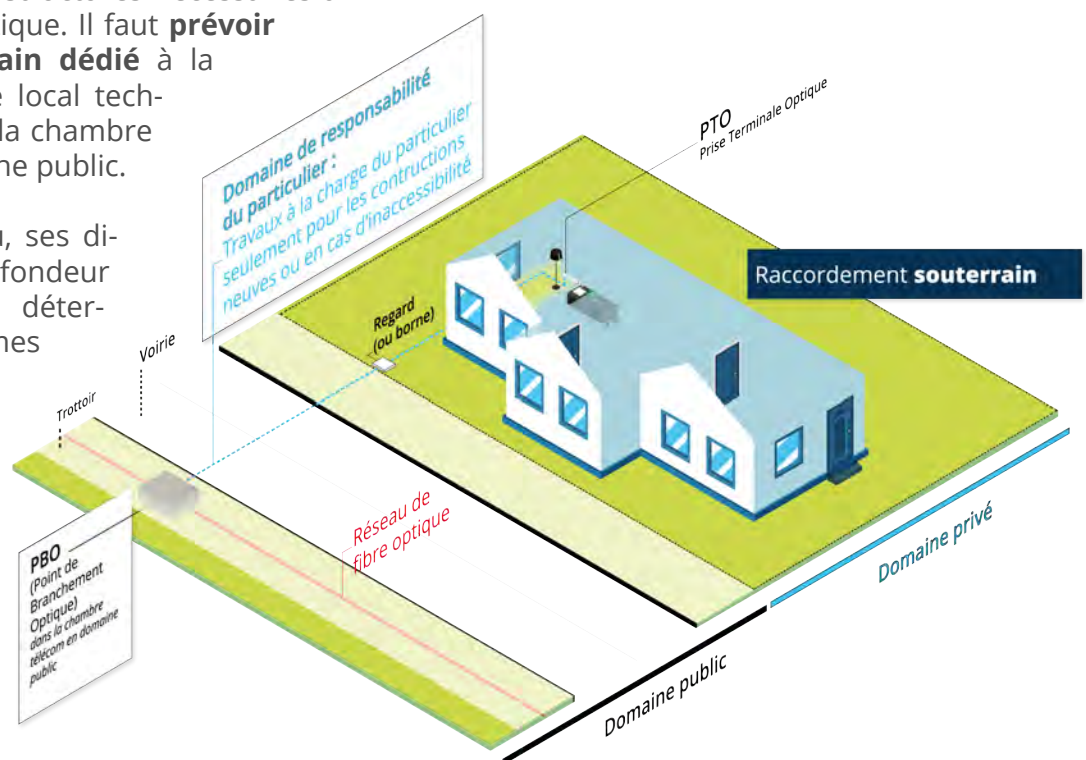 ique. Il faut prévoir
ain dédié à la
local tech-
la chambre
ne public.
ses di-
fondeur
déter-
nes
Domaine de responsabilité
du particulier :
Travaux à la charge du particulier
seulement pour les contructions
neuves ou en cas d'inaccessibilité
PTO
Prise Terminale Optique
Raccordement souterrain
Regard
(ou borne)
Voirie
Trottoir
PBO
(Point de
Branchement
Optique)
dans la chambre
télécom en domaine
public
Réseau de
fibre optique
Domaine privé
Domaine public